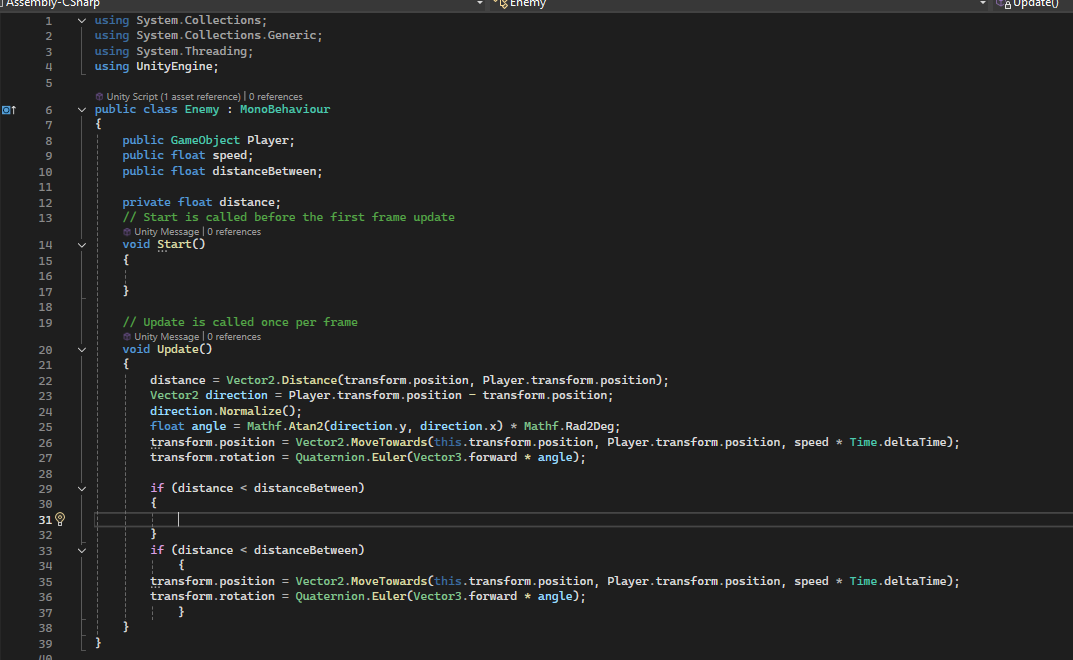 Assembly-CSharp Enemy Update()
1 using System.Collections;
2 using System.Collections.Generic;
3 using System.Threading;
4 using UnityEngine;
5
Unity Script (1 asset reference) | 0 references
6 public class Enemy : MonoBehaviour
7 {
8 public GameObject Player;
9 public float speed;
10 public float distanceBetween;
11
12 private float distance;
13 // Start is called before the first frame update
Unity Message | 0 references
14 void Start()
15 {
16
17 }
18
19 // Update is called once per frame
Unity Message | 0 references
20 void Update()
21 {
22 distance = Vector2.Distance(transform.position, Player.transform.position);
23 Vector2 direction = Player.transform.position - transform.position;
24 direction.Normalize();
25 float angle = Mathf.Atan2(direction.y, direction.x) * Mathf.Rad2Deg;
26 transform.position = Vector2.MoveTowards(this.transform.position, Player.transform.position, speed * Time.deltaTime);
27 transform.rotation = Quaternion.Euler(Vector3.forward * angle);
28
29 if (distance < distanceBetween)
30 {
31
32 }
33 if (distance < distanceBetween)
34 {
35 transform.position = Vector2.MoveTowards(this.transform.position, Player.transform.position, speed * Time.deltaTime);
36 transform.rotation = Quaternion.Euler(Vector3.forward * angle);
37 }
38 }
39 }
40